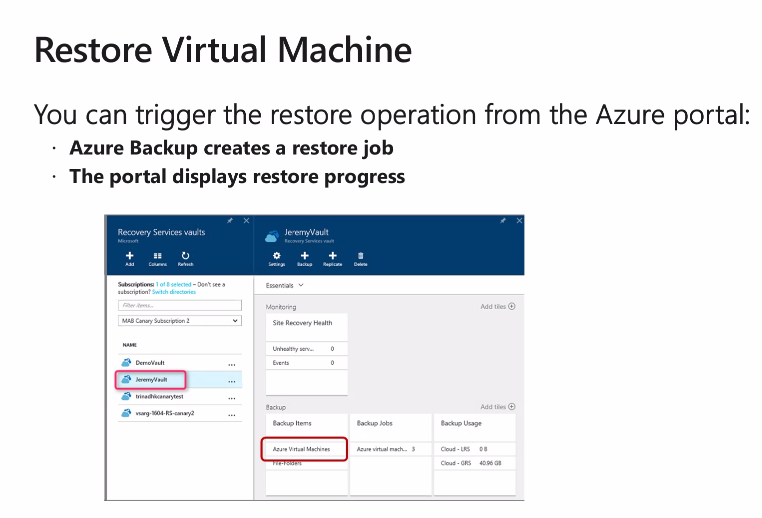 Restore Virtual Machine
You can trigger the restore operation from the Azure portal:
· Azure Backup creates a restore job
· The portal displays restore progress
Recovery Services vaults
Microsoft
Add Columns Refresh
Subscriptions: 1 of 8 selected – Don't see a
subscription? Switch directories
Filter items...
MAB Canary Subscription 2
NAME
DemoVault ...
JeremyVault ...
trinadhkcanarytest ...
vsarg-1604-RS-canary2 ...
JeremyVault
Recovery Services vault
Settings Backup Replicate Delete
Essentials
Monitoring Add tiles
Site Recovery Health
Unhealthy serv... 0
Events 0
Backup Add tiles
Backup Items Backup Jobs Backup Usage
Azure Virtual Machines Azure virtual mach... 3 Cloud - LRS 0 B
File-Folders Cloud - GRS 40.96 GB